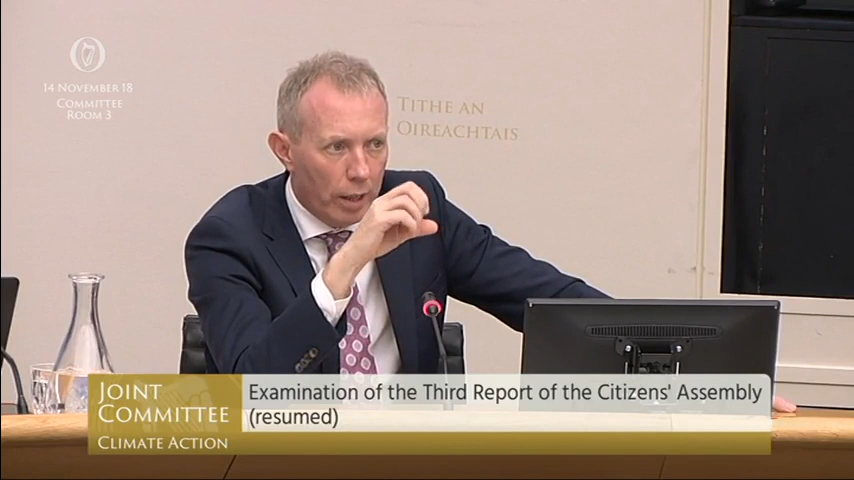 14 November 18
Committee
Room 3
Tithe an
Oireachtais
Joint
Committee
Climate Action
Examination of the Third Report of the Citizens' Assembly
(resumed)